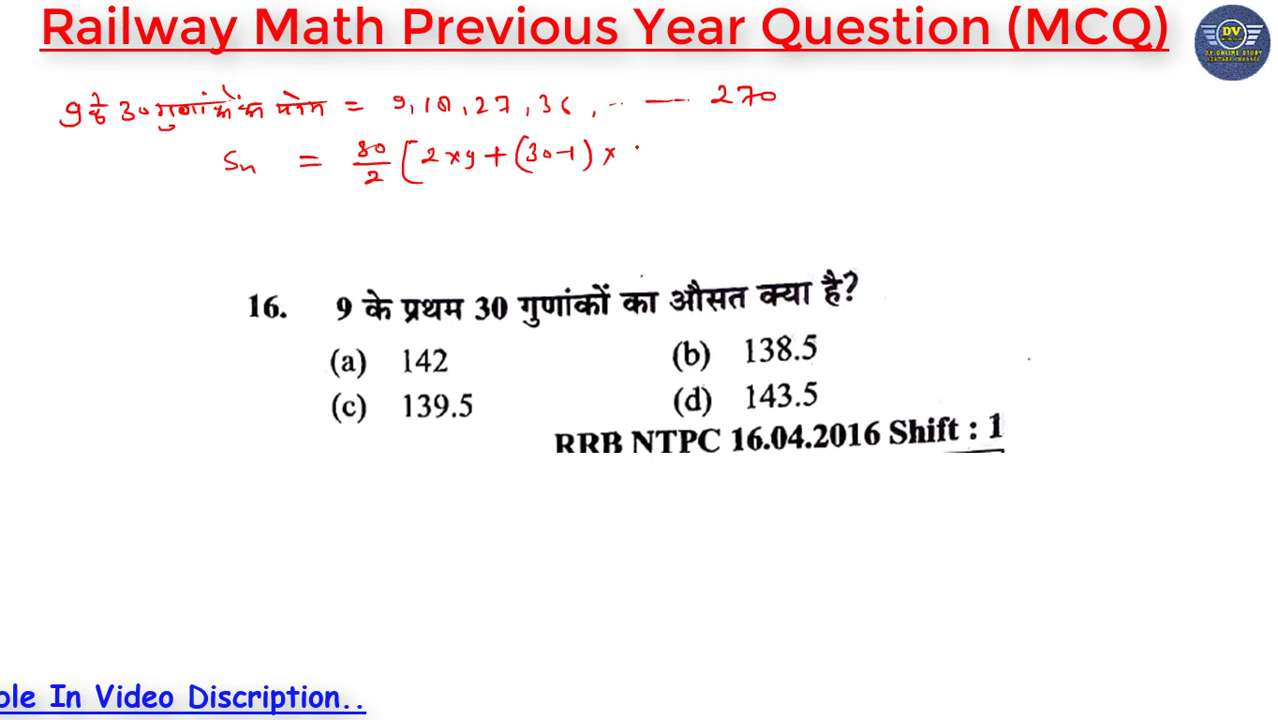 Railway Math Previous Year Question (MCQ)
DV
9 के 30 गुणांकों का योग = 9, 18, 27, 36, ... — 270
Sn = 30/2 [2×9+(30-1)×
16. 9 के प्रथम 30 गुणांकों का औसत क्या है?
(a) 142 (b) 138.5
(c) 139.5 (d) 143.5
RRB NTPC 16.04.2016 Shift : 1
ole In Video Discription..